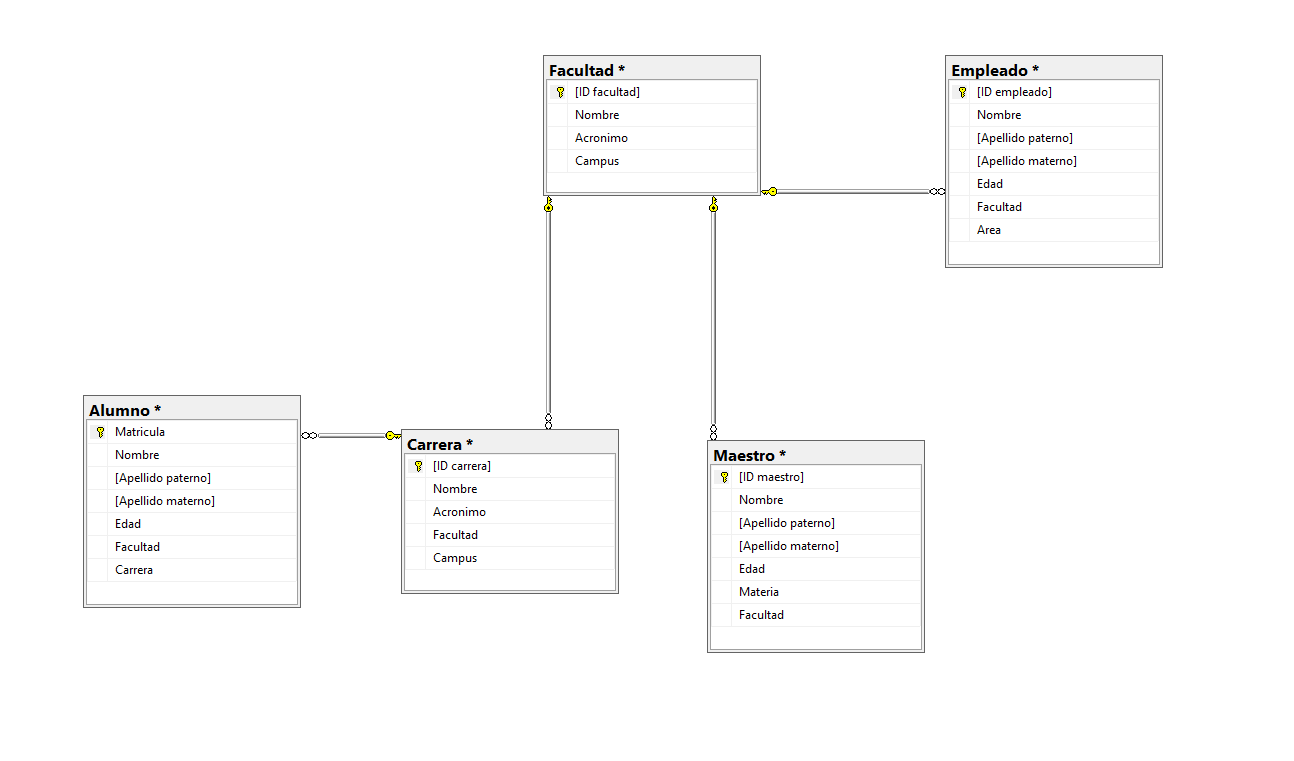 Facultad *
[ID facultad]
Nombre
Acronimo
Campus
Empleado *
[ID empleado]
Nombre
[Apellido paterno]
[Apellido materno]
Edad
Facultad
Area
Alumno *
Matricula
Nombre
[Apellido paterno]
[Apellido materno]
Edad
Facultad
Carrera
Carrera *
[ID carrera]
Nombre
Acronimo
Facultad
Campus
Maestro *
[ID maestro]
Nombre
[Apellido paterno]
[Apellido materno]
Edad
Materia
Facultad